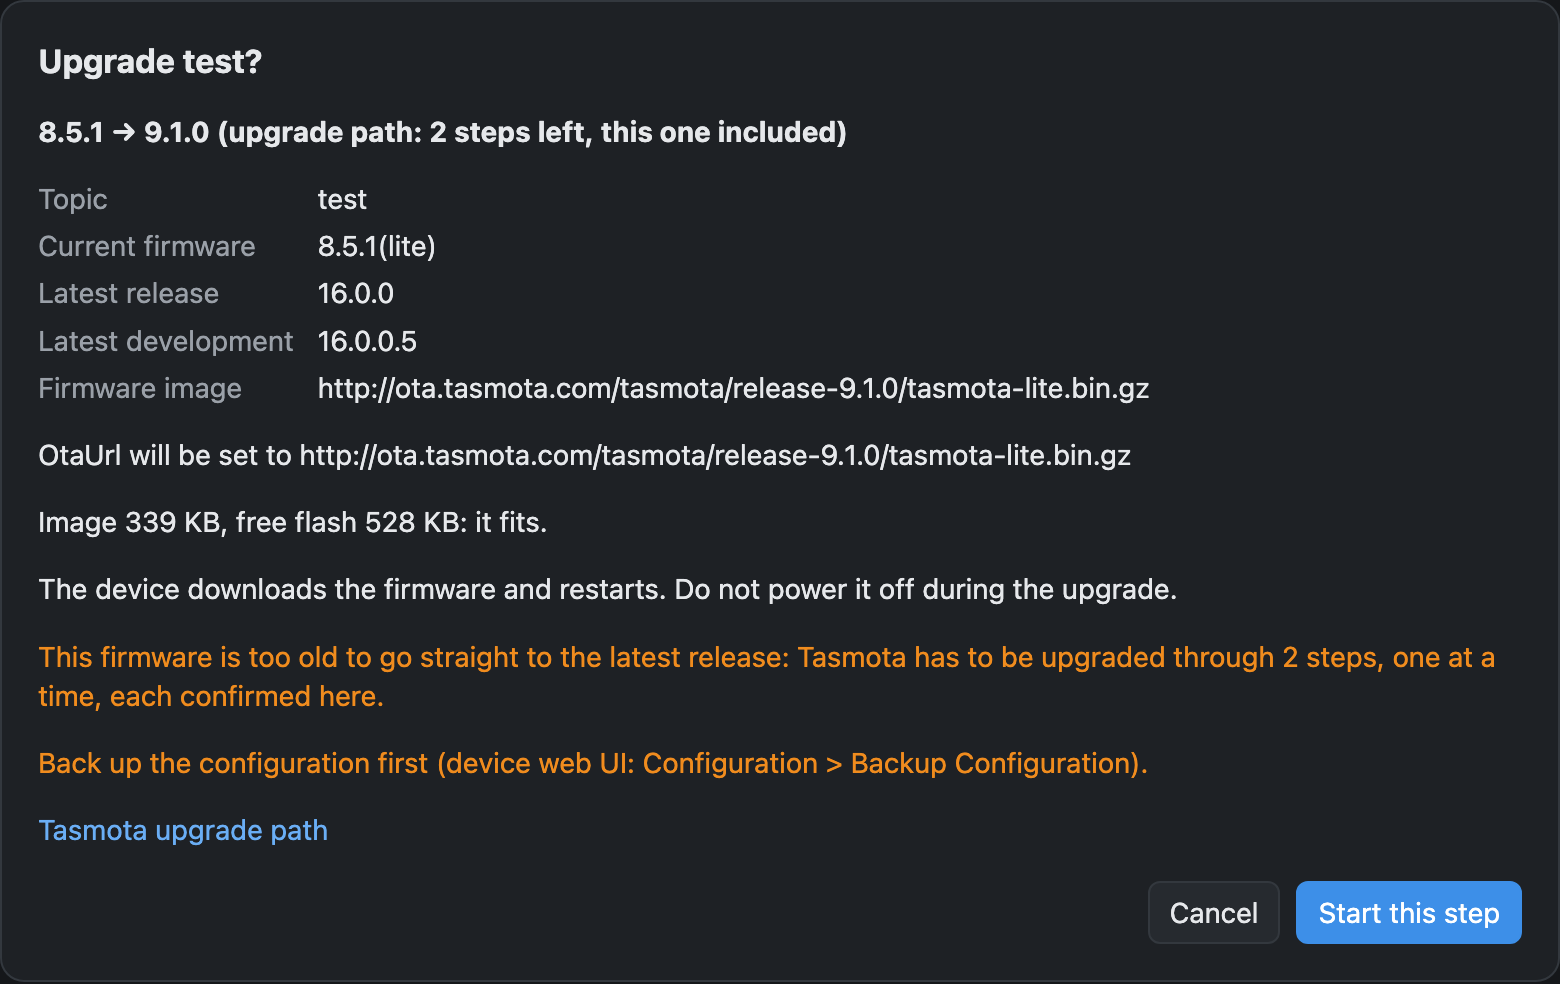 Upgrade test?
8.5.1 → 9.1.0 (upgrade path: 2 steps left, this one included)
Topic test
Current firmware 8.5.1(lite)
Latest release 16.0.0
Latest development 16.0.0.5
Firmware image http://ota.tasmota.com/tasmota/release-9.1.0/tasmota-lite.bin.gz
OtaUrl will be set to http://ota.tasmota.com/tasmota/release-9.1.0/tasmota-lite.bin.gz
Image 339 KB, free flash 528 KB: it fits.
The device downloads the firmware and restarts. Do not power it off during the upgrade.
This firmware is too old to go straight to the latest release: Tasmota has to be upgraded through 2 steps, one at a
time, each confirmed here.
Back up the configuration first (device web UI: Configuration > Backup Configuration).
Tasmota upgrade path
Cancel Start this step